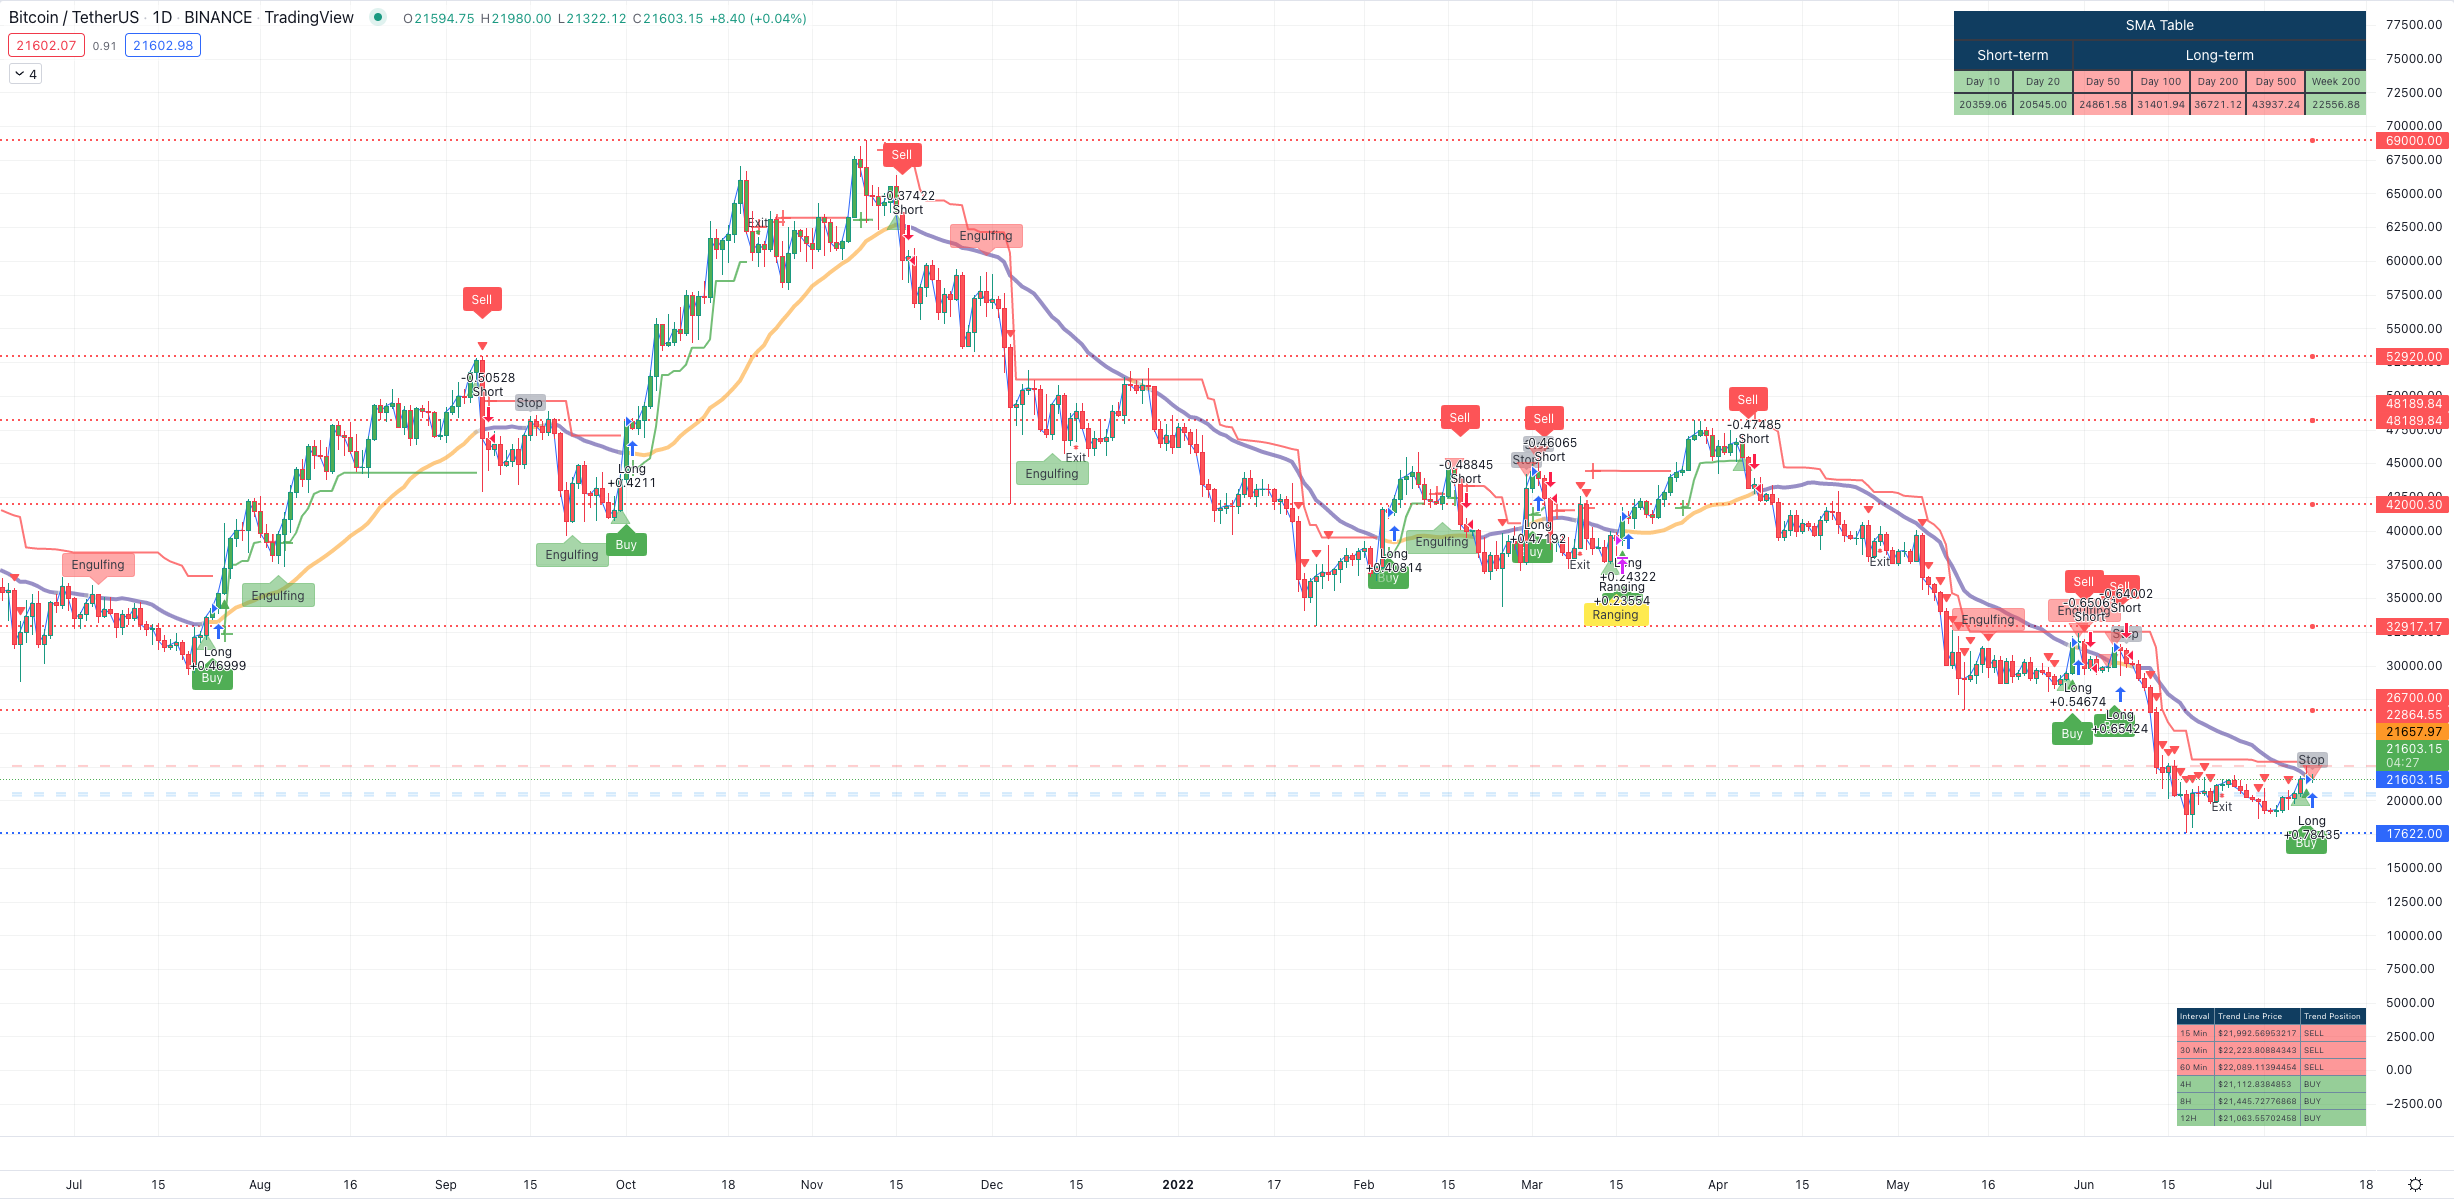 Bitcoin / TetherUS · 1D · BINANCE · TradingView O21594.75 H21980.00 L21322.12 C21603.15 +8.40 (+0.04%)
21602.07 0.91 21602.98
4
SMA Table
Short-term Long-term
Day 10 Day 20 Day 50 Day 100 Day 200 Day 500 Week 200
20359.06 20545.00 24861.58 31401.94 36721.12 43937.24 22556.88
Engulfing
Long
+0.46999
Buy
Engulfing
Sell
-0.50528
Short
Stop
Engulfing
Long
+0.4211
Buy
Exit
Sell
-0.37422
Short
Engulfing
Exit
Engulfing
Long
+0.40814
Buy
Sell
-0.48845
Short
Engulfing
Sell
-0.46065
Short
Long
+0.47192
Exit
+0.24322
Ranging
+0.23554
Ranging
Sell
-0.47485
Short
Exit
Engulfing
Sell
Short
Long
+0.54674
Buy
Sell
-0.64002
Short
Stop
Long
+0.65424
Exit
Stop
Long
+0.78435
Buy
77500.00
75000.00
72500.00
70000.00
69000.00
67500.00
65000.00
62500.00
60000.00
57500.00
55000.00
52920.00
48189.84
48189.84
45000.00
42000.30
40000.00
37500.00
35000.00
32917.17
30000.00
26700.00
22864.55
21657.97
21603.15
04:27
21603.15
20000.00
17622.00
15000.00
12500.00
10000.00
7500.00
5000.00
2500.00
0.00
−2500.00
Interval Trend Line Price Trend Position
15 Min $21,992.56953217 SELL
30 Min $22,223.80884343 SELL
60 Min $22,089.11394454 SELL
4H $21,112.8384853 BUY
8H $21,445.72776868 BUY
12H $21,063.55702458 BUY
Jul 15 Aug 16 Sep 15 Oct 18 Nov 15 Dec 15 2022 17 Feb 15 Mar 15 Apr 15 May 16 Jun 15 Jul 18